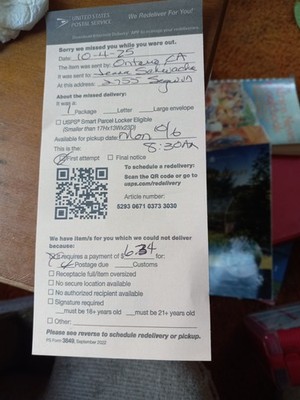 UNITED STATES POSTAL SERVICE
We Redeliver For You!
Sorry we missed you while you were out.
Date: 10-4-25
The item was sent by: Ontario CA
It was sent to: Jesse
At this address: 2155
About the missed delivery:
It was a:
1 Package Letter Large envelope
USPS® Smart Parcel Locker Eligible
(Smaller than 17Hx13Wx23D)
Available for pickup date: Mon 10/6
8:30Am
This is the:
First attempt Final notice
To schedule a redelivery:
Scan the QR code or go to
usps.com/redelivery
Article number:
5293 0671 0373 3030
We have item/s for you which we could not deliver
because:
requires a payment of $ 6.34 for:
Postage due Customs
Receptacle full/item oversized
No secure location available
No authorized recipient available
Signature required
must be 18+ years old must be 21+ years old
Other:
Please see reverse to schedule redelivery or pickup.
PS Form 3849, September 2022